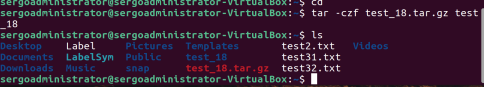 sergoadministrator@sergoadministrator-VirtualBox:~$ cd
sergoadministrator@sergoadministrator-VirtualBox:~$ tar -czf test_18.tar.gz test
_18
sergoadministrator@sergoadministrator-VirtualBox:~$ ls
Desktop Label Pictures Templates test2.txt Videos
Documents LabelSym Public test_18 test31.txt
Downloads Music snap test_18.tar.gz test32.txt
sergoadministrator@sergoadministrator-VirtualBox:~$